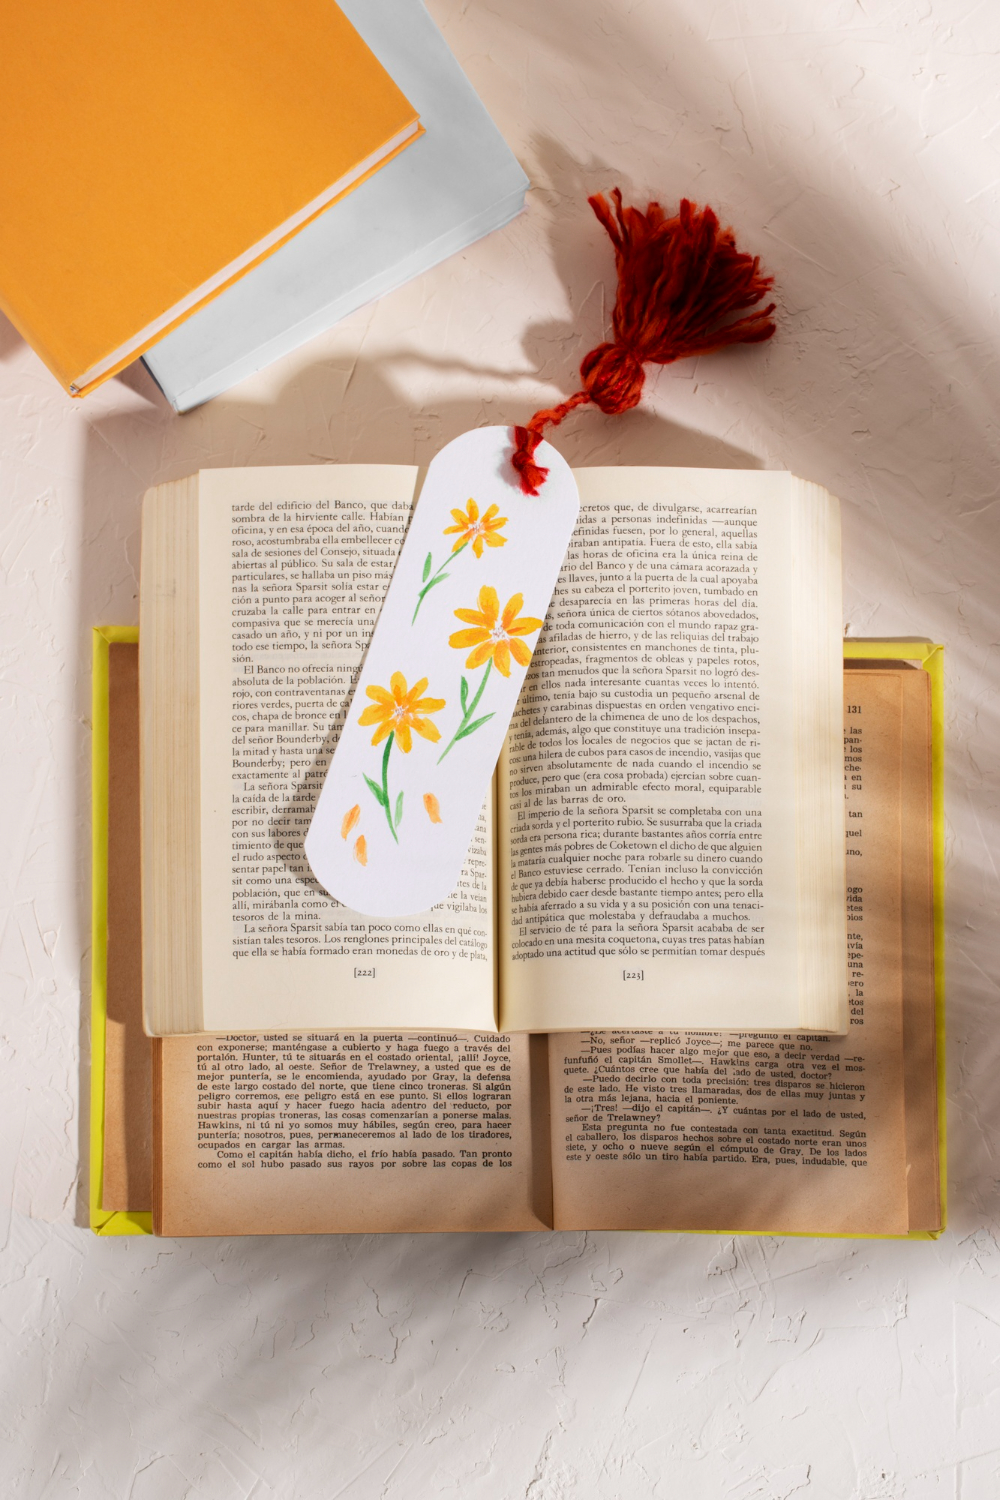 tarde del edificio del Banco, que daba
sombra de la hirviente calle. Habían
oficina, y en esa época del año, cuando
roso, acostumbraba ella embellecer
sala de sesiones del Consejo, situada
abiertas al público. Su sala de estar,
particulares, se hallaba un piso más
nas la señora Sparsit solía estar
ción a punto para acoger al señor
cruzaba la calle para entrar en
compasiva que se merecía una
casado un año, y ni por un
todo ese tiempo, la señora
sión.
El Banco no ofrecía
absoluta de la población.
rojo, con contraventanas
riores verdes, puerta de
cos, chapa de bronce en
ce para manillar. Su
del señor Bounderby,
la mitad y hasta una
Bounderby; pero en
exactamente al
La señora Sparsit
la caída de la tarde
escribir,
por no decir
con sus labores
timiento de que
el rudo aspecto
sentar papel
sit como una
población, que en
allí, mirábanla como el que vigilaba los
tesoros de la mina.
La señora Sparsit sabía tan poco como ellas en qué con-
sistían tales tesoros. Los renglones principales del catálogo
que ella se había formado eran monedas de oro y de plata,
[222]
que, de divulgarse, acarrearían
a personas indefinidas —aunque
fuesen, por lo general, aquellas
antipatía. Fuera de esto, ella sabía
las horas de oficina era la única reina de
del Banco y de una cámara acorazada y
llaves, junto a la puerta de la cual apoyaba
su cabeza el porterito joven, tumbado en
desaparecía en las primeras horas del día.
señora única de ciertos sótanos abovedados,
de toda comunicación con el mundo rapaz gra-
afiladas de hierro, y de las reliquias del trabajo
anterior, consistentes en manchones de tinta, plu-
estropeadas, fragmentos de obleas y papeles rotos,
tan menudos que la señora Sparsit no logró des-
en ellos nada interesante cuantas veces lo intentó.
último, tenía bajo su custodia un pequeño arsenal de
machetes y carabinas dispuestas en orden vengativo enci-
ma del delantero de la chimenea de uno de los despachos,
y tenía, además, algo que constituye una tradición insepa-
rable de todos los locales de negocios que se jactan de ri-
cos: una hilera de cubos para casos de incendio, vasijas que
no sirven absolutamente de nada cuando el incendio se
produce, pero que (era cosa probada) ejercían sobre cuan-
tos los miraban un admirable efecto moral, equiparable
casi al de las barras de oro.
El imperio de la señora Sparsit se completaba con una
criada sorda y el porterito rubio. Se susurraba que la criada
sorda era persona rica; durante bastantes años corría entre
las gentes más pobres de Coketown el dicho de que alguien
la mataría cualquier noche para robarle su dinero cuando
el Banco estuviese cerrado. Tenían incluso la convicción
de que ya debía haberse producido el hecho y que la sorda
hubiera debido caer desde bastante tiempo antes; pero ella
se había aferrado a su vida y a su posición con una tenaci-
dad antipática que molestaba y defraudaba a muchos.
El servicio de té para la señora Sparsit acababa de ser
colocado en una mesita coquetona, cuyas tres patas habían
adoptado una actitud que sólo se permitían tomar después
[223]
131
—Doctor, usted se situará en la puerta —continuó—. Cuidado
con exponerse; manténgase a cubierto y haga fuego a través del
portalón. Hunter, tú te situarás en el costado oriental, ¡allí! Joyce,
tú al otro lado, al oeste. Señor de Trelawney, a usted que es de
mejor puntería, se le encomienda, ayudado por Gray, la defensa
de este largo costado del norte, que tiene cinco troneras. Si algún
peligro corremos, ese peligro está en ese punto. Si ellos lograran
subir hasta aquí y hacer fuego hacia adentro del reducto, por
nuestras propias troneras, las cosas comenzarían a ponerse malas.
Hawkins, ni tú ni yo somos muy hábiles, según creo, para hacer
puntería; nosotros, pues, permaneceremos al lado de los tiradores,
ocupados en cargar las armas.
Como el capitán había dicho, el frío había pasado. Tan pronto
como el sol hubo pasado sus rayos por sobre las copas de los
—¿Le acertaste a tu hombre? —preguntó el capitán.
—No, señor —replicó Joyce—; me parece que no.
—Pues podías hacer algo mejor que eso, a decir verdad —re-
funfuñó el capitán Smollet—. Hawkins carga otra vez el mos-
quete. ¿Cuántos cree que había del lado de usted, doctor?
—Puedo decirlo con toda precisión: tres disparos se hicieron
de este lado. He visto tres llamaradas, dos de ellas muy juntas y
la otra más lejana, hacia el poniente.
—¡Tres! —dijo el capitán—. ¿Y cuántas por el lado de usted,
señor de Trelawney?
Esta pregunta no fue contestada con tanta exactitud. Según
el caballero, los disparos hechos sobre el costado norte eran unos
siete, y ocho o nueve según el cómputo de Gray. De los lados
este y oeste sólo un tiro había partido. Era, pues, indudable, que